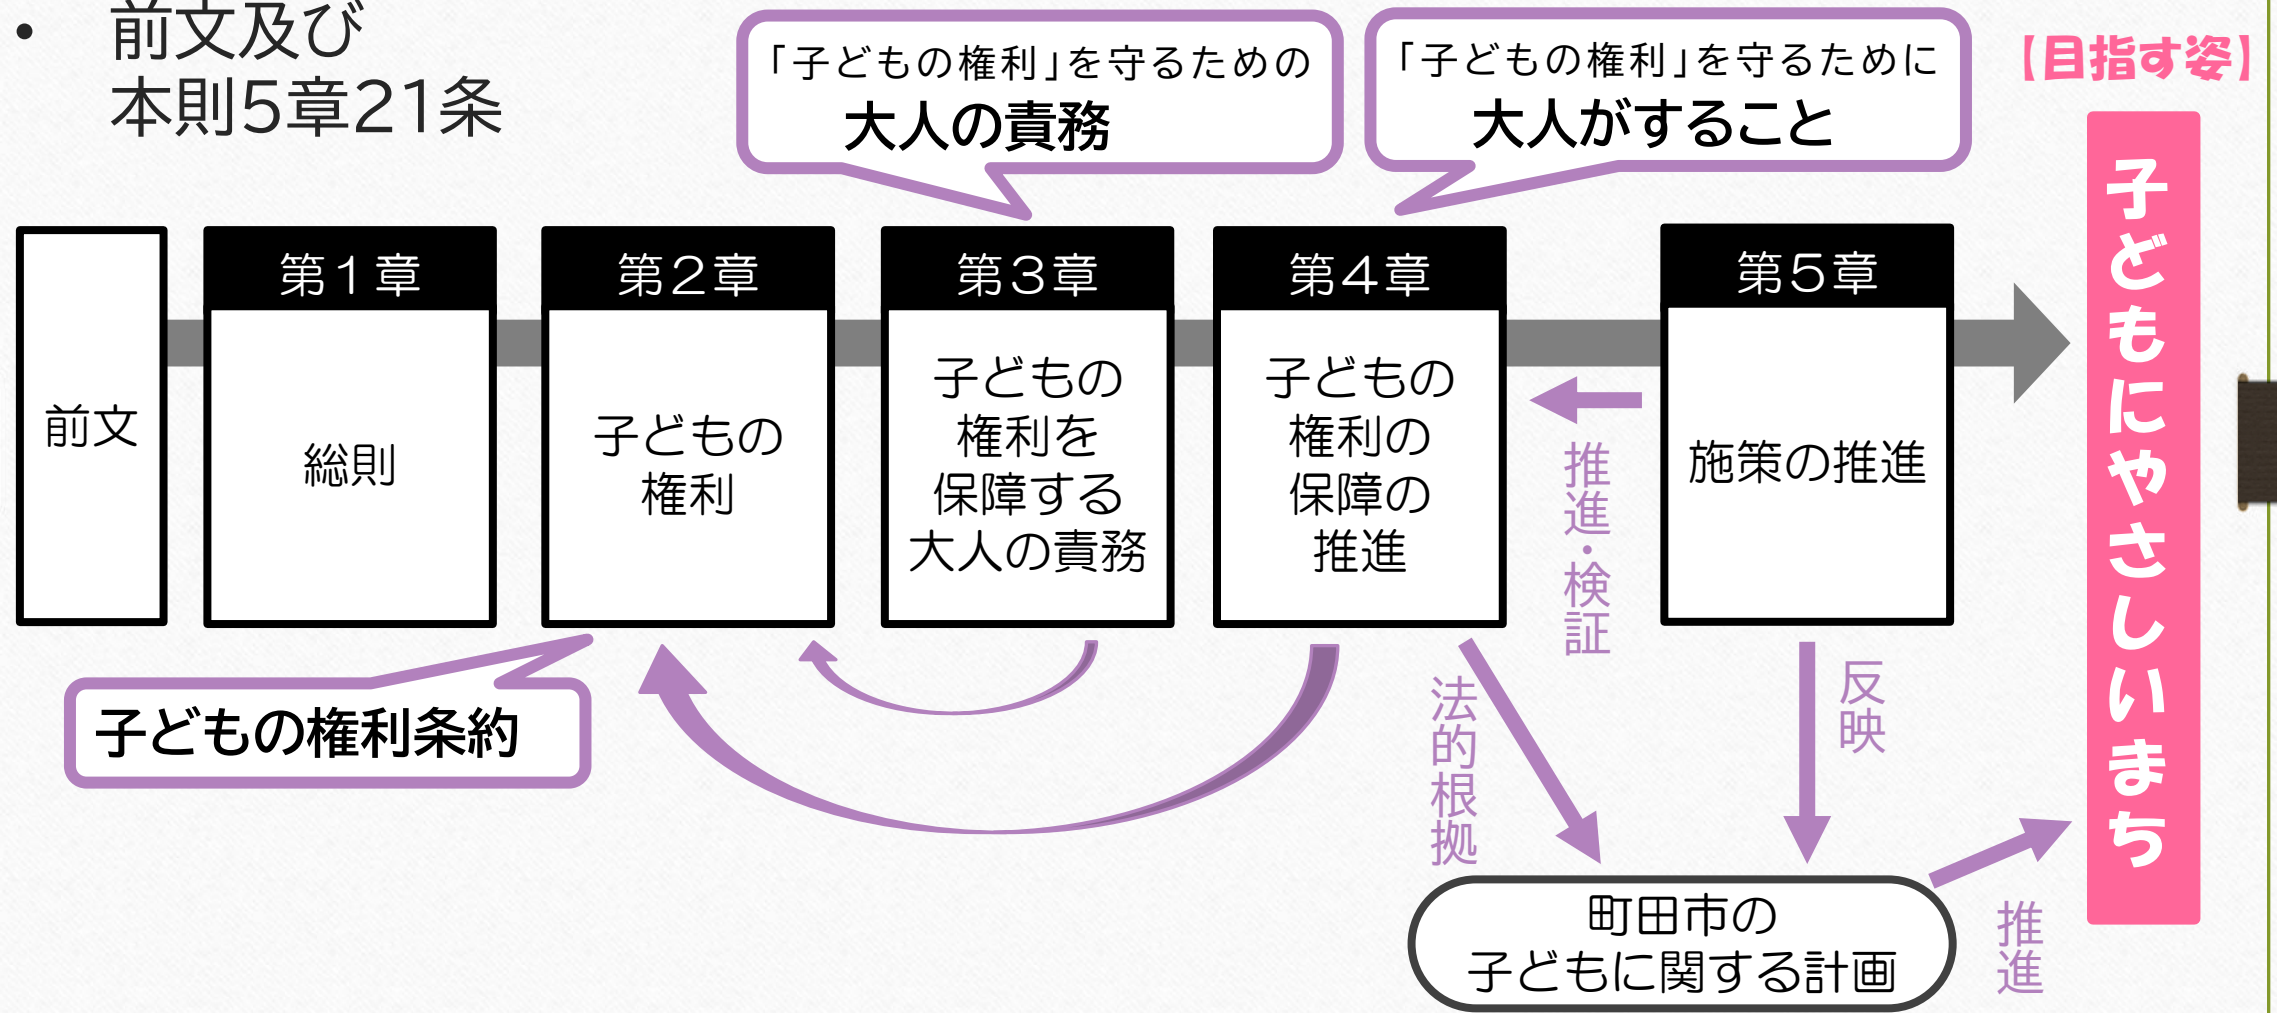 • 前文及び
本則5章21条
「子どもの権利」を守るための
大人の責務
「子どもの権利」を守るために
大人がすること
【目指す姿】
子どもにやさしいまち
前文
第１章
総則
第２章
子どもの
権利
第３章
子どもの
権利を
保障する
大人の責務
第４章
子どもの
権利の
保障の
推進
第５章
施策の推進
推進・検証
子どもの権利条約
法的根拠
反映
町田市の
子どもに関する計画
推進